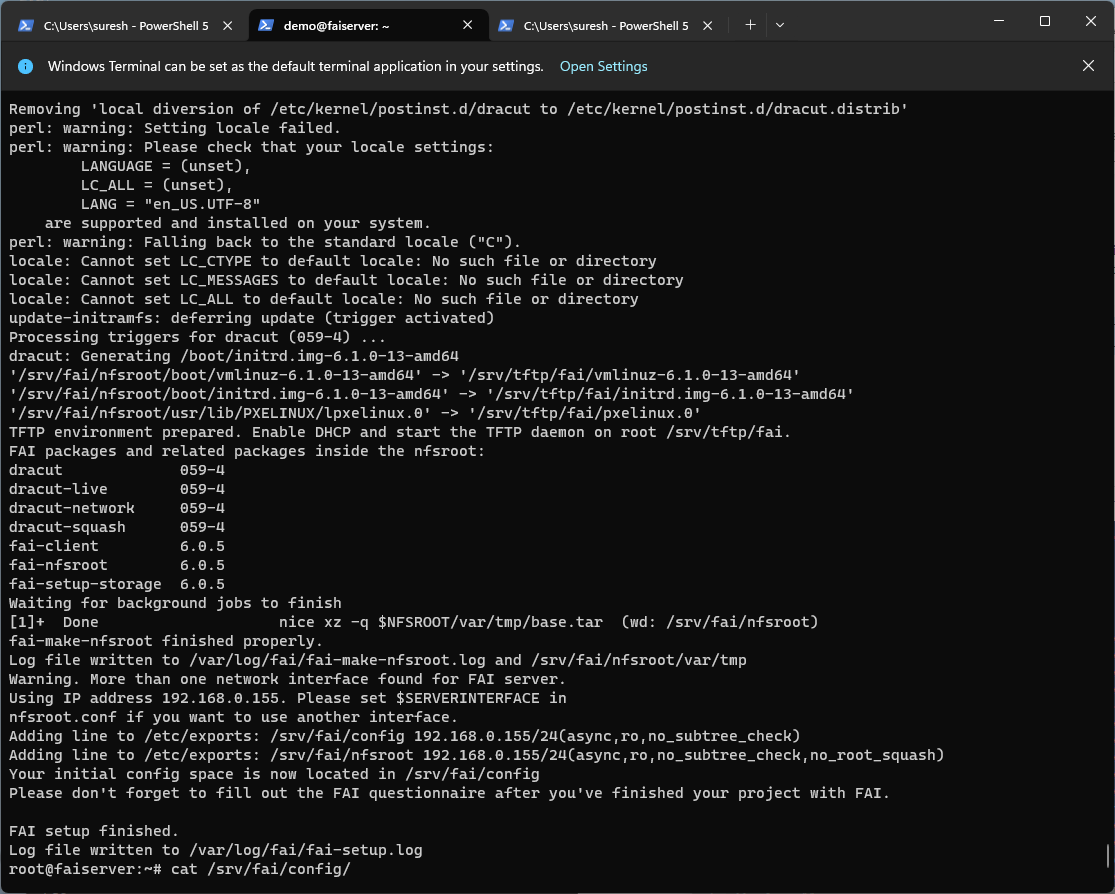 C:\Users\suresh - PowerShell 5
demo@faiserver: ~
C:\Users\suresh - PowerShell 5
Windows Terminal can be set as the default terminal application in your settings. Open Settings
Removing 'local diversion of /etc/kernel/postinst.d/dracut to /etc/kernel/postinst.d/dracut.distrib'
perl: warning: Setting locale failed.
perl: warning: Please check that your locale settings:
        LANGUAGE = (unset),
        LC_ALL = (unset),
        LANG = "en_US.UTF-8"
    are supported and installed on your system.
perl: warning: Falling back to the standard locale ("C").
locale: Cannot set LC_CTYPE to default locale: No such file or directory
locale: Cannot set LC_MESSAGES to default locale: No such file or directory
locale: Cannot set LC_ALL to default locale: No such file or directory
update-initramfs: deferring update (trigger activated)
Processing triggers for dracut (059-4) ...
dracut: Generating /boot/initrd.img-6.1.0-13-amd64
'/srv/fai/nfsroot/boot/vmlinuz-6.1.0-13-amd64' -> '/srv/tftp/fai/vmlinuz-6.1.0-13-amd64'
'/srv/fai/nfsroot/boot/initrd.img-6.1.0-13-amd64' -> '/srv/tftp/fai/initrd.img-6.1.0-13-amd64'
'/srv/fai/nfsroot/usr/lib/PXELINUX/lpxelinux.0' -> '/srv/tftp/fai/pxelinux.0'
TFTP environment prepared. Enable DHCP and start the TFTP daemon on root /srv/tftp/fai.
FAI packages and related packages inside the nfsroot:
dracut             059-4
dracut-live        059-4
dracut-network     059-4
dracut-squash      059-4
fai-client         6.0.5
fai-nfsroot        6.0.5
fai-setup-storage  6.0.5
Waiting for background jobs to finish
[1]+  Done                    nice xz -q $NFSROOT/var/tmp/base.tar  (wd: /srv/fai/nfsroot)
fai-make-nfsroot finished properly.
Log file written to /var/log/fai/fai-make-nfsroot.log and /srv/fai/nfsroot/var/tmp
Warning. More than one network interface found for FAI server.
Using IP address 192.168.0.155. Please set $SERVERINTERFACE in
nfsroot.conf if you want to use another interface.
Adding line to /etc/exports: /srv/fai/config 192.168.0.155/24(async,ro,no_subtree_check)
Adding line to /etc/exports: /srv/fai/nfsroot 192.168.0.155/24(async,ro,no_subtree_check,no_root_squash)
Your initial config space is now located in /srv/fai/config
Please don't forget to fill out the FAI questionnaire after you've finished your project with FAI.

FAI setup finished.
Log file written to /var/log/fai/fai-setup.log
root@faiserver:~# cat /srv/fai/config/